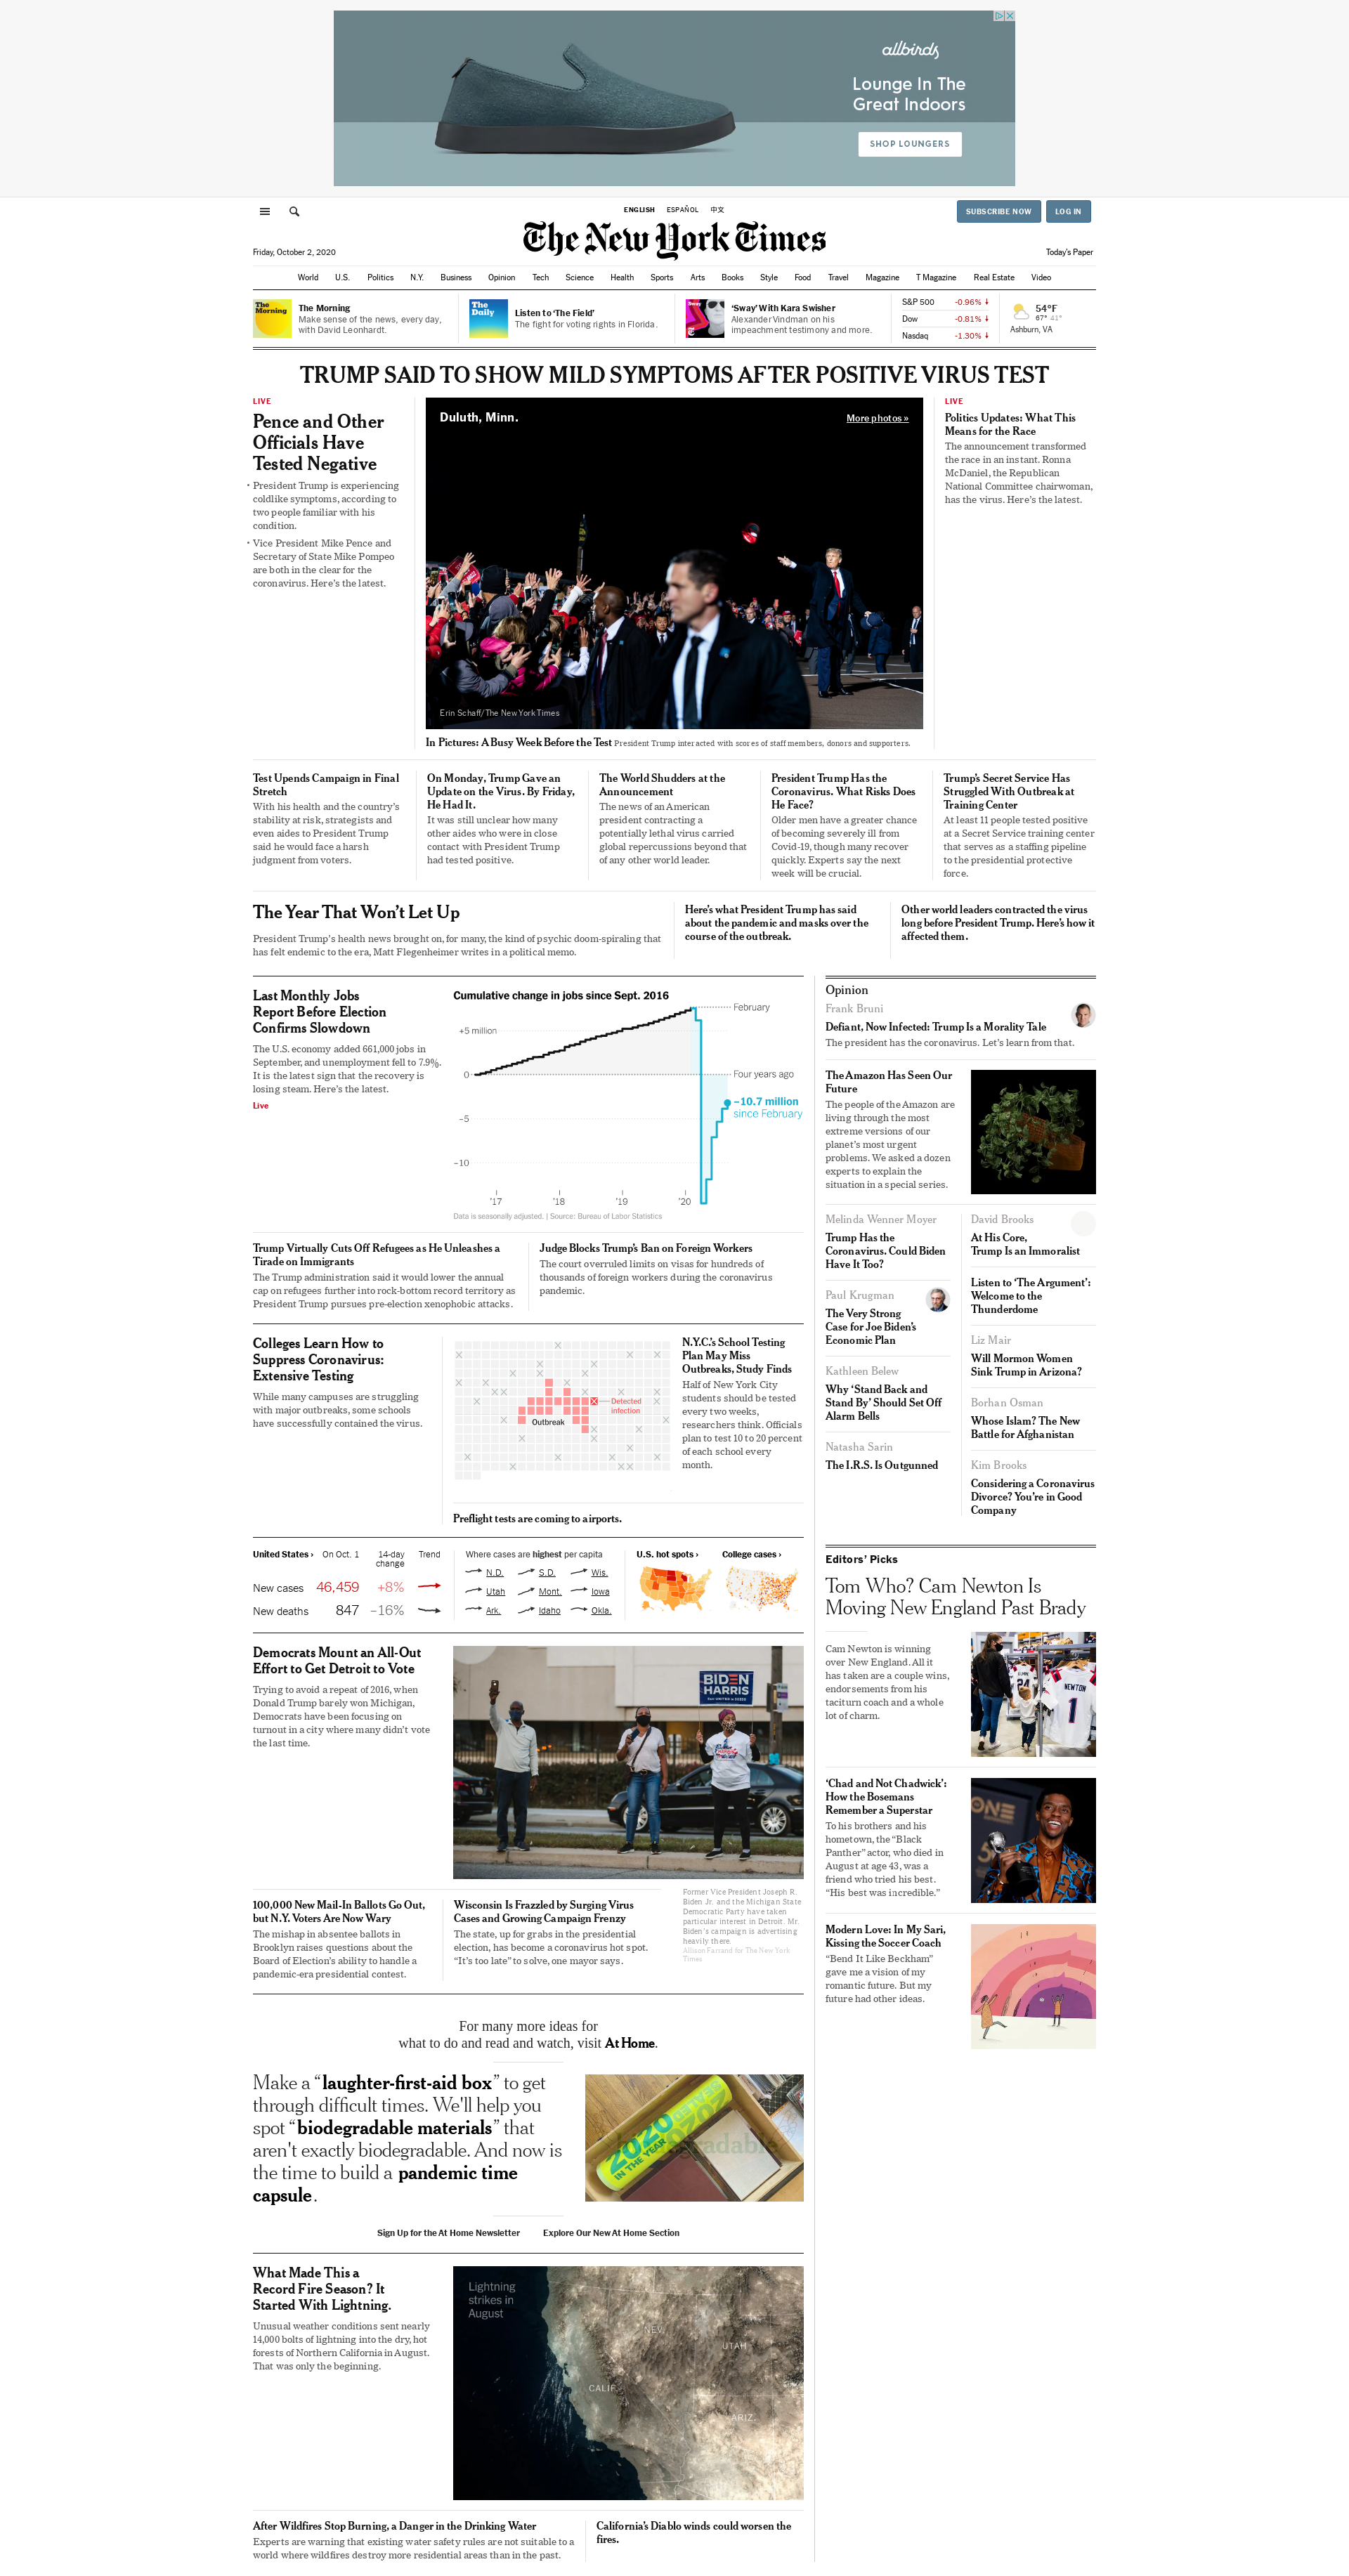 allbirds
Lounge In The
Great Indoors
SHOP LOUNGERS
ENGLISH ESPAÑOL 中文
SUBSCRIBE NOW LOG IN
The New York Times
Friday, October 2, 2020
Today's Paper
World U.S. Politics N.Y. Business Opinion Tech Science Health Sports Arts Books Style Food Travel Magazine T Magazine Real Estate Video
The Morning
The Morning
Make sense of the news, every day,
with David Leonhardt.
The Daily
Listen to ‘The Field’
The fight for voting rights in Florida.
Sway
‘Sway’ With Kara Swisher
Alexander Vindman on his
impeachment testimony and more.
S&P 500 -0.96% ↓
Dow -0.81% ↓
Nasdaq -1.30% ↓
54°F
67° 41°
Ashburn, VA
TRUMP SAID TO SHOW MILD SYMPTOMS AFTER POSITIVE VIRUS TEST
LIVE
Pence and Other
Officials Have
Tested Negative
• President Trump is experiencing
coldlike symptoms, according to
two people familiar with his
condition.
• Vice President Mike Pence and
Secretary of State Mike Pompeo
are both in the clear for the
coronavirus. Here’s the latest.
Duluth, Minn.
More photos »
Erin Schaff/The New York Times
In Pictures: A Busy Week Before the Test President Trump interacted with scores of staff members, donors and supporters.
LIVE
Politics Updates: What This
Means for the Race
The announcement transformed
the race in an instant. Ronna
McDaniel, the Republican
National Committee chairwoman,
has the virus. Here’s the latest.
Test Upends Campaign in Final
Stretch
With his health and the country’s
stability at risk, strategists and
even aides to President Trump
said he would face a harsh
judgment from voters.
On Monday, Trump Gave an
Update on the Virus. By Friday,
He Had It.
It was still unclear how many
other aides who were in close
contact with President Trump
had tested positive.
The World Shudders at the
Announcement
The news of an American
president contracting a
potentially lethal virus carried
global repercussions beyond that
of any other world leader.
President Trump Has the
Coronavirus. What Risks Does
He Face?
Older men have a greater chance
of becoming severely ill from
Covid-19, though many recover
quickly. Experts say the next
week will be crucial.
Trump’s Secret Service Has
Struggled With Outbreak at
Training Center
At least 11 people tested positive
at a Secret Service training center
that serves as a staffing pipeline
to the presidential protective
force.
The Year That Won’t Let Up
President Trump’s health news brought on, for many, the kind of psychic doom-spiraling that
has felt endemic to the era, Matt Flegenheimer writes in a political memo.
Here’s what President Trump has said
about the pandemic and masks over the
course of the outbreak.
Other world leaders contracted the virus
long before President Trump. Here’s how it
affected them.
Last Monthly Jobs
Report Before Election
Confirms Slowdown
The U.S. economy added 661,000 jobs in
September, and unemployment fell to 7.9%.
It is the latest sign that the recovery is
losing steam. Here’s the latest.
Live
Cumulative change in jobs since Sept. 2016
February
+5 million
0
Four years ago
–10.7 million
since February
–5
–10
’17 ’18 ’19 ’20
Data is seasonally adjusted. | Source: Bureau of Labor Statistics
Trump Virtually Cuts Off Refugees as He Unleashes a
Tirade on Immigrants
The Trump administration said it would lower the annual
cap on refugees further into rock-bottom record territory as
President Trump pursues pre-election xenophobic attacks.
Judge Blocks Trump’s Ban on Foreign Workers
The court overruled limits on visas for hundreds of
thousands of foreign workers during the coronavirus
pandemic.
Colleges Learn How to
Suppress Coronavirus:
Extensive Testing
While many campuses are struggling
with major outbreaks, some schools
have successfully contained the virus.
Detected
infection
Outbreak
N.Y.C.’s School Testing
Plan May Miss
Outbreaks, Study Finds
Half of New York City
students should be tested
every two weeks,
researchers think. Officials
plan to test 10 to 20 percent
of each school every
month.
Preflight tests are coming to airports.
United States › On Oct. 1 14-day
change Trend
New cases 46,459 +8%
New deaths 847 –16%
Where cases are highest per capita
N.D. S.D. Wis.
Utah Mont. Iowa
Ark. Idaho Okla.
U.S. hot spots › College cases ›
Democrats Mount an All-Out
Effort to Get Detroit to Vote
Trying to avoid a repeat of 2016, when
Donald Trump barely won Michigan,
Democrats have been focusing on
turnout in a city where many didn’t vote
the last time.
BIDEN
HARRIS
Former Vice President Joseph R.
Biden Jr. and the Michigan State
Democratic Party have taken
particular interest in Detroit. Mr.
Biden’s campaign is advertising
heavily there.
Allison Farrand for The New York
Times
100,000 New Mail-In Ballots Go Out,
but N.Y. Voters Are Now Wary
The mishap in absentee ballots in
Brooklyn raises questions about the
Board of Election’s ability to handle a
pandemic-era presidential contest.
Wisconsin Is Frazzled by Surging Virus
Cases and Growing Campaign Frenzy
The state, up for grabs in the presidential
election, has become a coronavirus hot spot.
“It’s too late” to solve, one mayor says.
For many more ideas for
what to do and read and watch, visit At Home.
Make a “laughter-first-aid box” to get
through difficult times. We'll help you
spot “biodegradable materials” that
aren't exactly biodegradable. And now is
the time to build a pandemic time
capsule.
2020
IN THE YEAR
Sign Up for the At Home Newsletter Explore Our New At Home Section
What Made This a
Record Fire Season? It
Started With Lightning.
Unusual weather conditions sent nearly
14,000 bolts of lightning into the dry, hot
forests of Northern California in August.
That was only the beginning.
Lightning
strikes in
August
NEV.
UTAH
CALIF.
ARIZ.
After Wildfires Stop Burning, a Danger in the Drinking Water
Experts are warning that existing water safety rules are not suitable to a
world where wildfires destroy more residential areas than in the past.
California’s Diablo winds could worsen the
fires.
Opinion
Frank Bruni
Defiant, Now Infected: Trump Is a Morality Tale
The president has the coronavirus. Let’s learn from that.
The Amazon Has Seen Our
Future
The people of the Amazon are
living through the most
extreme versions of our
planet’s most urgent
problems. We asked a dozen
experts to explain the
situation in a special series.
Melinda Wenner Moyer
Trump Has the
Coronavirus. Could Biden
Have It Too?
Paul Krugman
The Very Strong
Case for Joe Biden’s
Economic Plan
Kathleen Belew
Why ‘Stand Back and
Stand By’ Should Set Off
Alarm Bells
Natasha Sarin
The I.R.S. Is Outgunned
David Brooks
At His Core,
Trump Is an Immoralist
Listen to ‘The Argument’:
Welcome to the
Thunderdome
Liz Mair
Will Mormon Women
Sink Trump in Arizona?
Borhan Osman
Whose Islam? The New
Battle for Afghanistan
Kim Brooks
Considering a Coronavirus
Divorce? You’re in Good
Company
Editors’ Picks
Tom Who? Cam Newton Is
Moving New England Past Brady
Cam Newton is winning
over New England. All it
has taken are a couple wins,
endorsements from his
taciturn coach and a whole
lot of charm.
24
NEWTON
1
‘Chad and Not Chadwick’:
How the Bosemans
Remember a Superstar
To his brothers and his
hometown, the “Black
Panther” actor, who died in
August at age 43, was a
friend who tried his best.
“His best was incredible.”
Modern Love: In My Sari,
Kissing the Soccer Coach
“Bend It Like Beckham”
gave me a vision of my
romantic future. But my
future had other ideas.